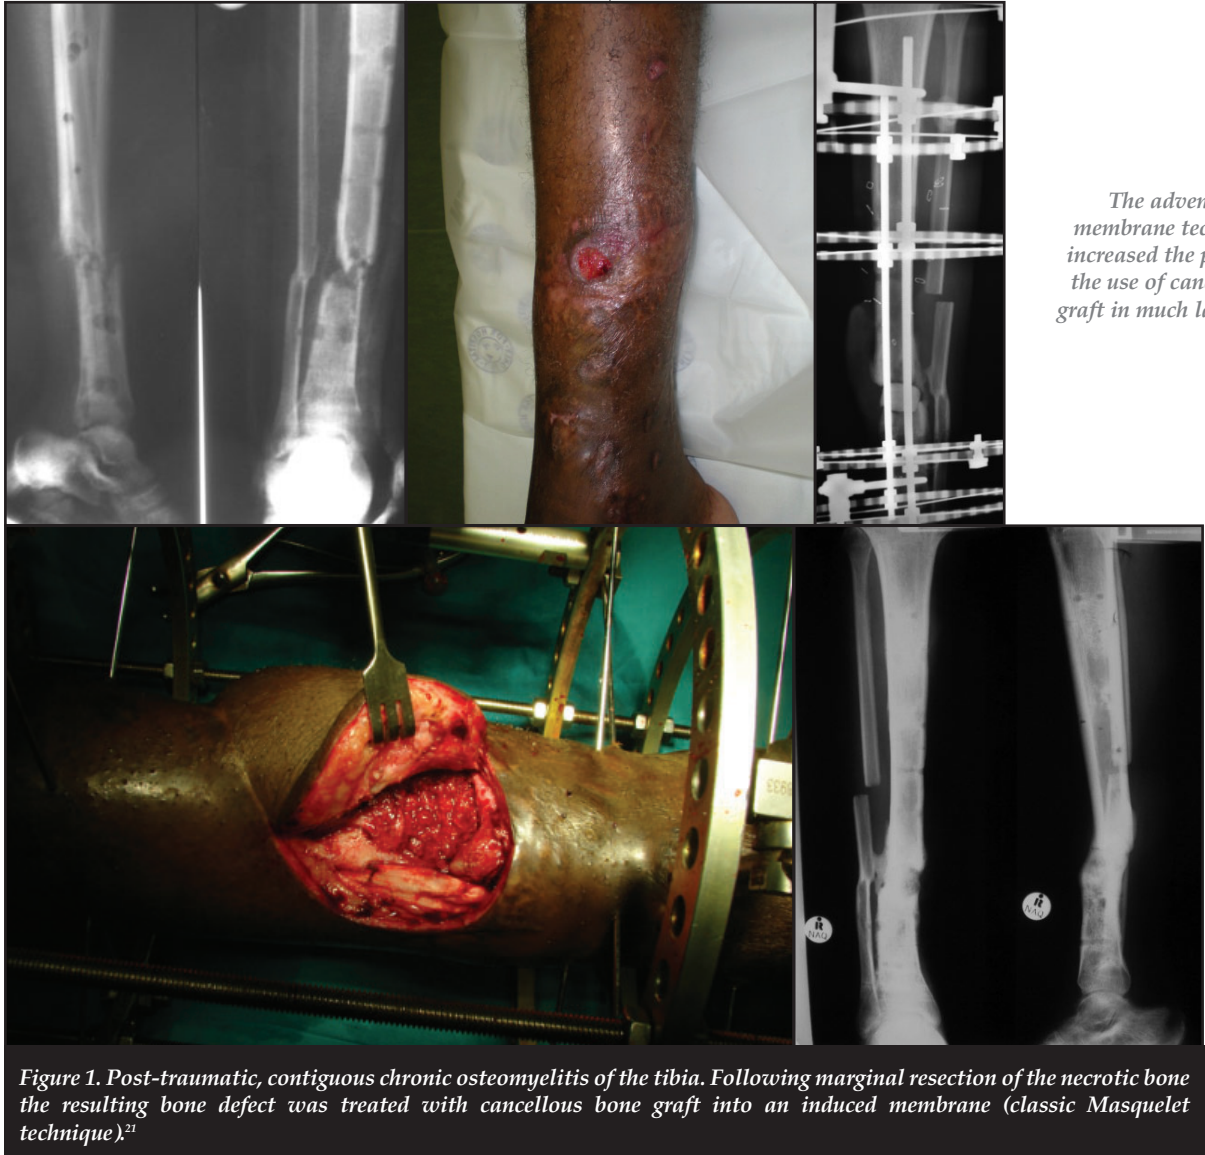 The adven
membrane tec
increased the p
the use of can
graft in much la
R
NAQ
R
NAQ
Figure 1. Post-traumatic, contiguous chronic osteomyelitis of the tibia. Following marginal resection of the necrotic bone
the resulting bone defect was treated with cancellous bone graft into an induced membrane (classic Masquelet
technique).²¹